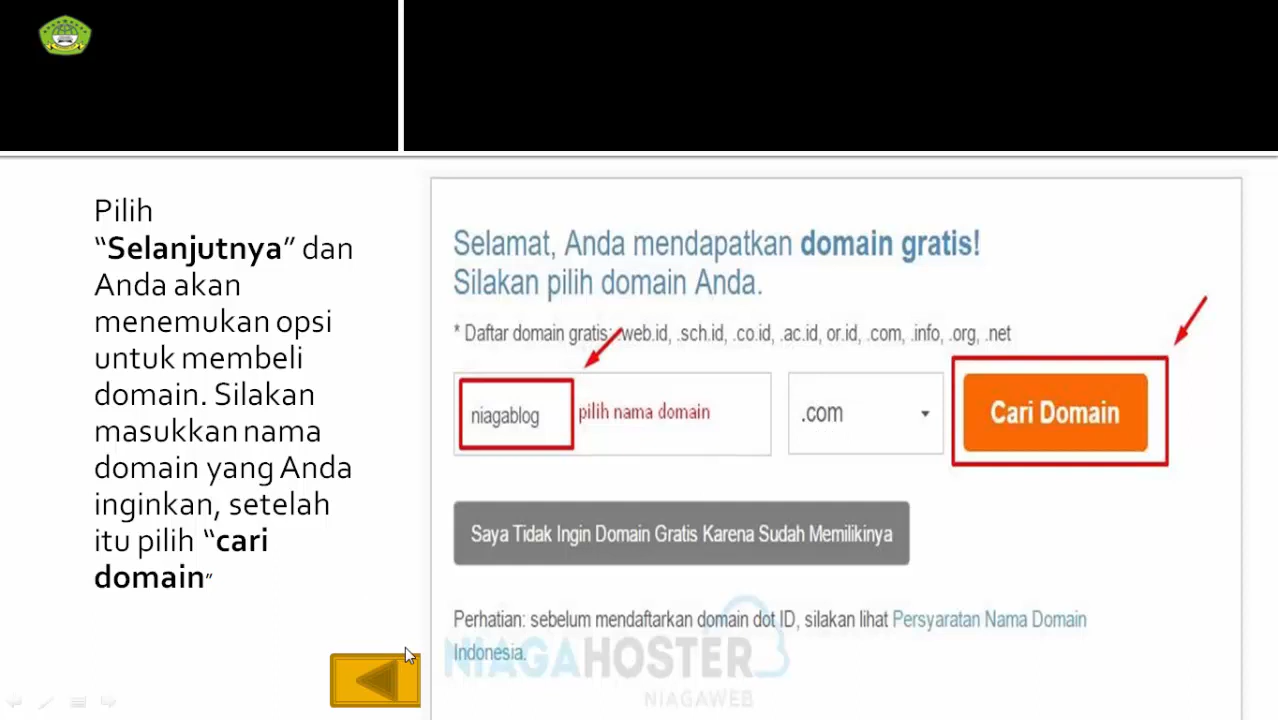 Pilih
“Selanjutnya” dan
Anda akan
menemukan opsi
untuk membeli
domain. Silakan
masukkan nama
domain yang Anda
inginkan, setelah
itu pilih “cari
domain”
Selamat, Anda mendapatkan domain gratis!
Silakan pilih domain Anda.
* Daftar domain gratis: .web.id, .sch.id, .co.id, .ac.id, or.id, .com, .info, .org, .net
niagablog pilih nama domain .com Cari Domain
Saya Tidak Ingin Domain Gratis Karena Sudah Memilikinya
Perhatian: sebelum mendaftarkan domain dot ID, silakan lihat Persyaratan Nama Domain
Indonesia.
NIAGAHOSTER
NIAGAWEB